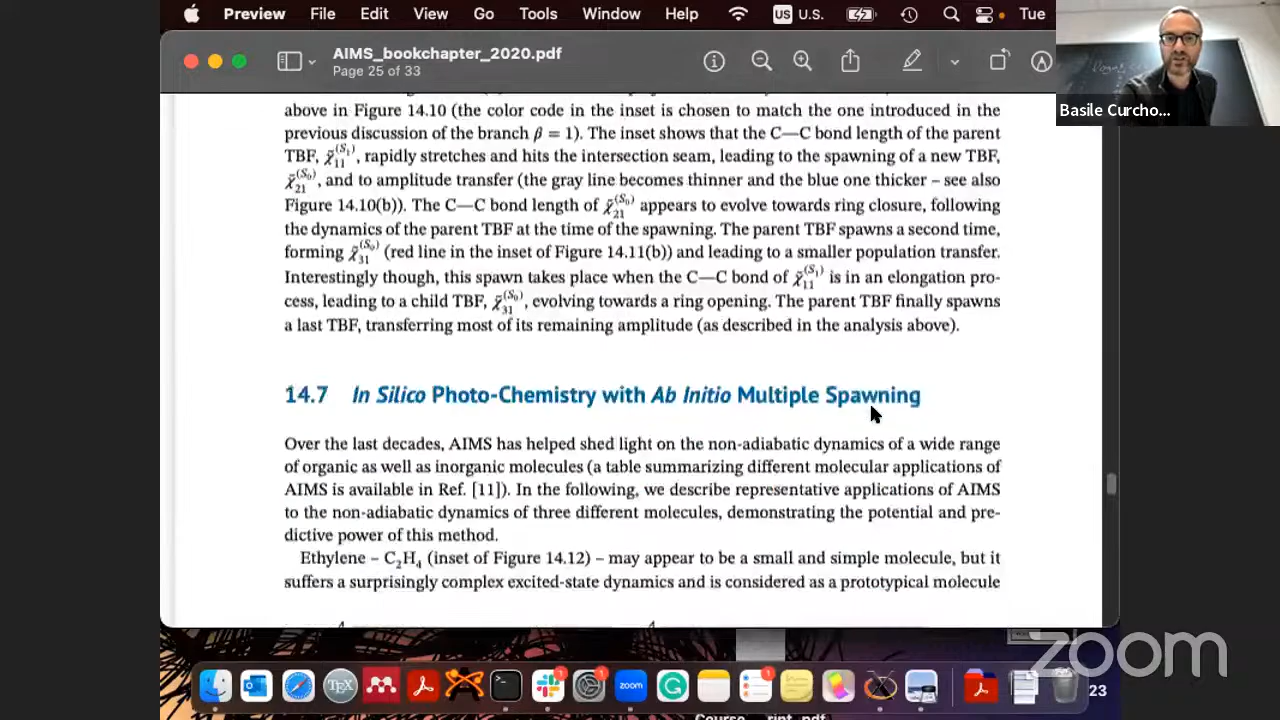 Preview File Edit View Go Tools Window Help US U.S. Tue
AIMS_bookchapter_2020.pdf
Page 25 of 33
Basile Curcho...
above in Figure 14.10 (the color code in the inset is chosen to match the one introduced in the
previous discussion of the branch β = 1). The inset shows that the C—C bond length of the parent
TBF, χ̃₁₁^(S₁), rapidly stretches and hits the intersection seam, leading to the spawning of a new TBF,
χ̃₂₁^(S₀), and to amplitude transfer (the gray line becomes thinner and the blue one thicker – see also
Figure 14.10(b)). The C—C bond length of χ̃₂₁^(S₀) appears to evolve towards ring closure, following
the dynamics of the parent TBF at the time of the spawning. The parent TBF spawns a second time,
forming χ̃₃₁^(S₀) (red line in the inset of Figure 14.11(b)) and leading to a smaller population transfer.
Interestingly though, this spawn takes place when the C—C bond of χ̃₁₁^(S₁) is in an elongation pro-
cess, leading to a child TBF, χ̃₃₁^(S₀), evolving towards a ring opening. The parent TBF finally spawns
a last TBF, transferring most of its remaining amplitude (as described in the analysis above).
14.7 In Silico Photo-Chemistry with Ab Initio Multiple Spawning
Over the last decades, AIMS has helped shed light on the non-adiabatic dynamics of a wide range
of organic as well as inorganic molecules (a table summarizing different molecular applications of
AIMS is available in Ref. [11]). In the following, we describe representative applications of AIMS
to the non-adiabatic dynamics of three different molecules, demonstrating the potential and pre-
dictive power of this method.
Ethylene – C₂H₄ (inset of Figure 14.12) – may appear to be a small and simple molecule, but it
suffers a surprisingly complex excited-state dynamics and is considered as a prototypical molecule
zoom
TEX
zoom
23